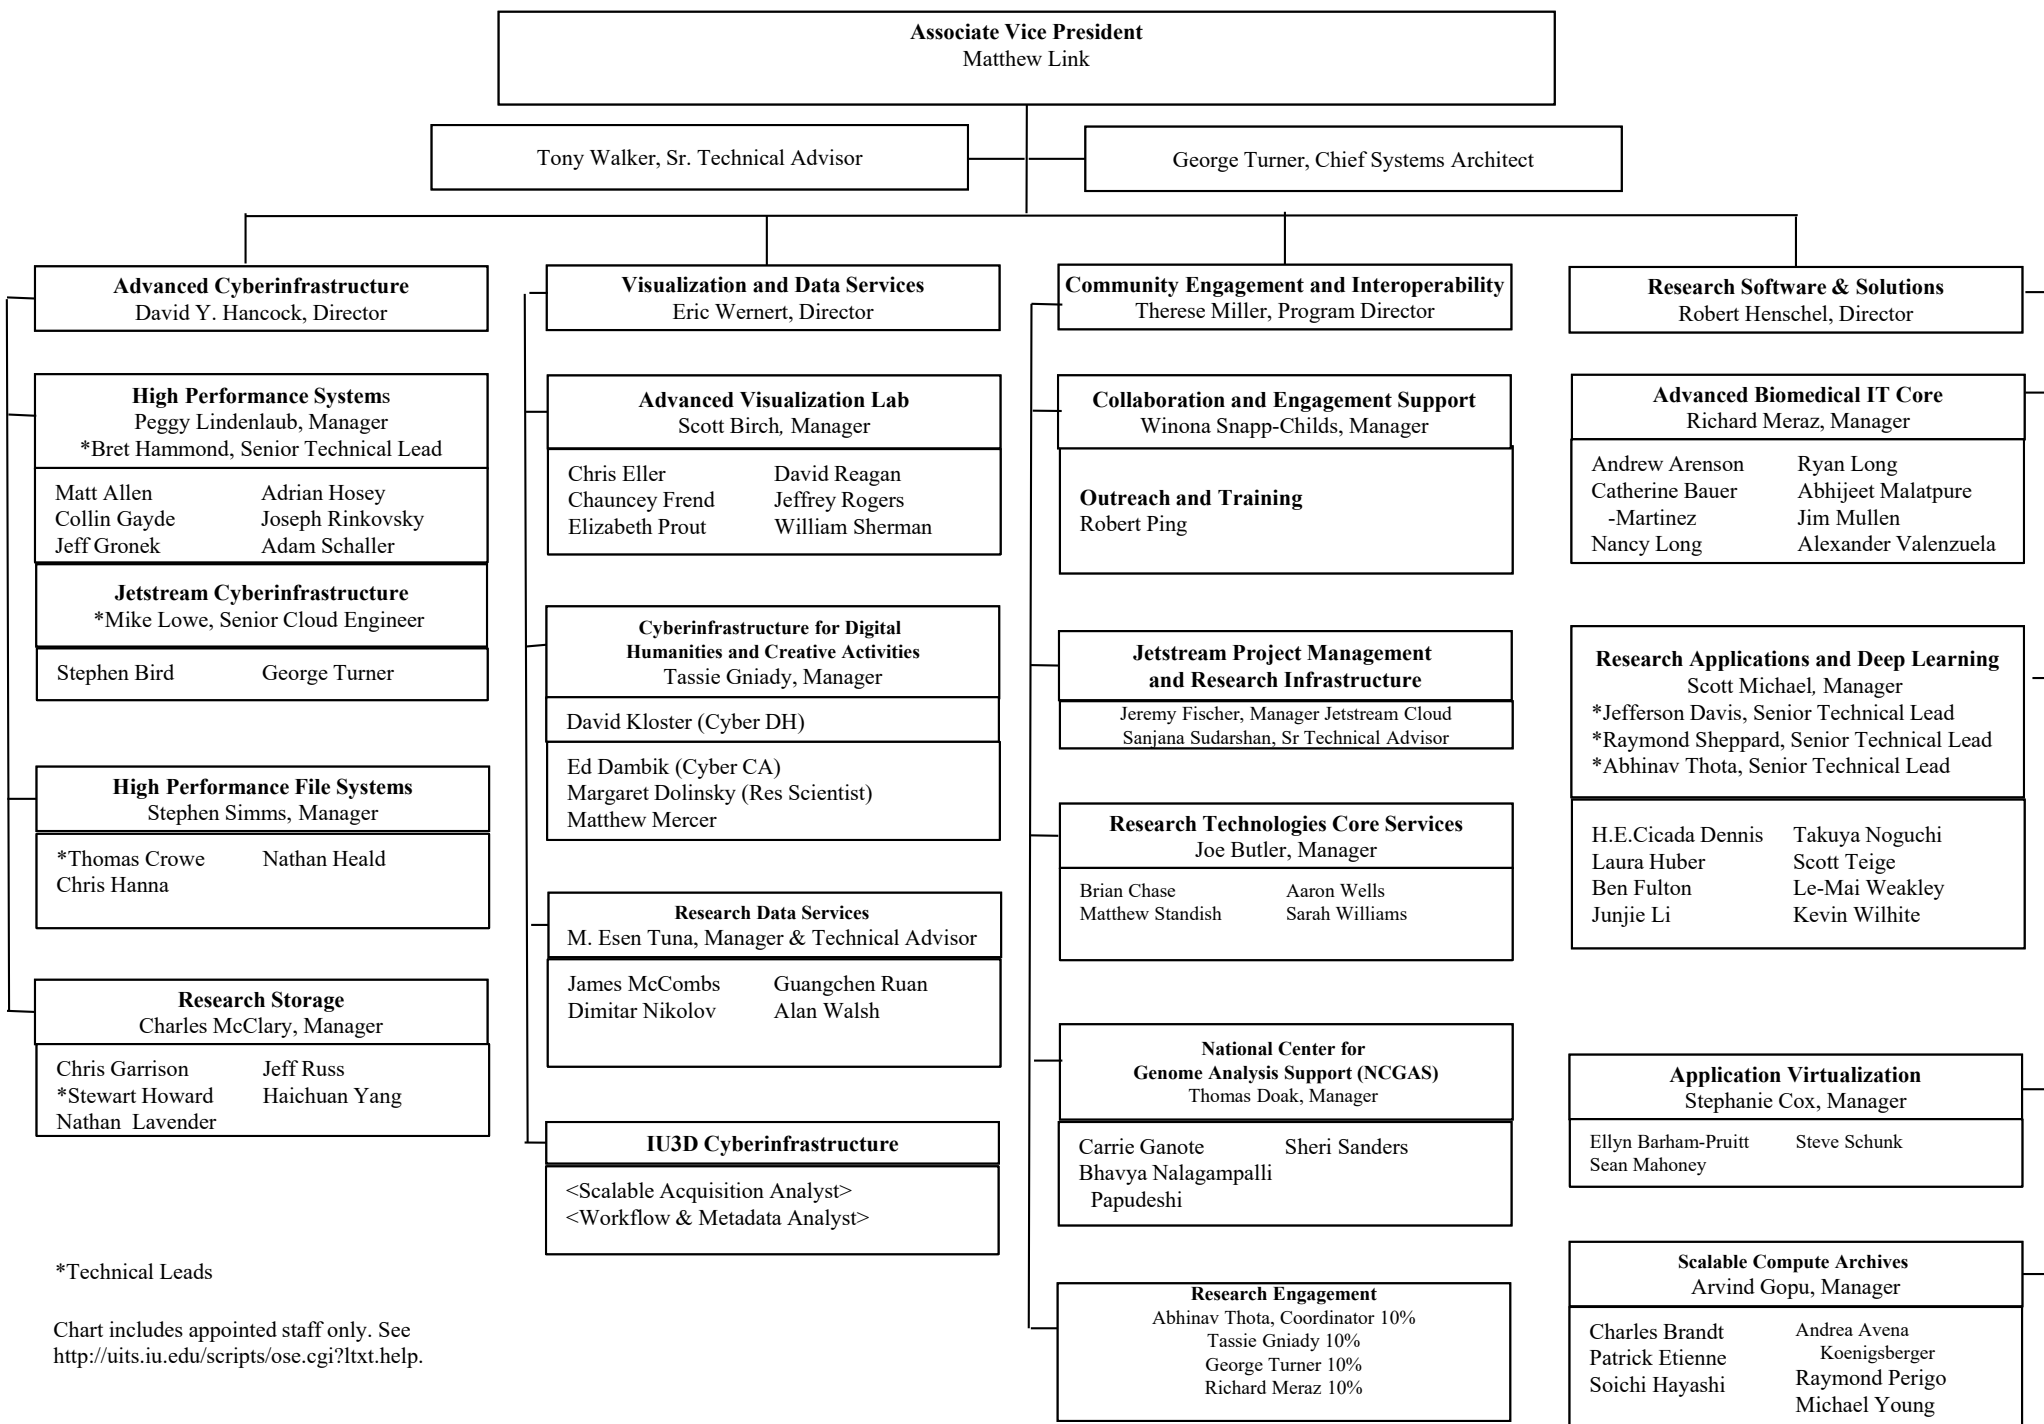 Associate Vice President
Matthew Link
Tony Walker, Sr. Technical Advisor
George Turner, Chief Systems Architect
Advanced Cyberinfrastructure
David Y. Hancock, Director
High Performance Systems
Peggy Lindenlaub, Manager
*Bret Hammond, Senior Technical Lead
Matt Allen Adrian Hosey
Collin Gayde Joseph Rinkovsky
Jeff Gronek Adam Schaller
Jetstream Cyberinfrastructure
*Mike Lowe, Senior Cloud Engineer
Stephen Bird George Turner
High Performance File Systems
Stephen Simms, Manager
*Thomas Crowe Nathan Heald
Chris Hanna
Research Storage
Charles McClary, Manager
Chris Garrison Jeff Russ
*Stewart Howard Haichuan Yang
Nathan Lavender
*Technical Leads
Chart includes appointed staff only. See
http://uits.iu.edu/scripts/ose.cgi?ltxt.help.
Visualization and Data Services
Eric Wernert, Director
Advanced Visualization Lab
Scott Birch, Manager
Chris Eller David Reagan
Chauncey Frend Jeffrey Rogers
Elizabeth Prout William Sherman
Cyberinfrastructure for Digital
Humanities and Creative Activities
Tassie Gniady, Manager
David Kloster (Cyber DH)
Ed Dambik (Cyber CA)
Margaret Dolinsky (Res Scientist)
Matthew Mercer
Research Data Services
M. Esen Tuna, Manager & Technical Advisor
James McCombs Guangchen Ruan
Dimitar Nikolov Alan Walsh
IU3D Cyberinfrastructure
<Scalable Acquisition Analyst>
<Workflow & Metadata Analyst>
Community Engagement and Interoperability
Therese Miller, Program Director
Collaboration and Engagement Support
Winona Snapp-Childs, Manager
Outreach and Training
Robert Ping
Jetstream Project Management
and Research Infrastructure
Jeremy Fischer, Manager Jetstream Cloud
Sanjana Sudarshan, Sr Technical Advisor
Research Technologies Core Services
Joe Butler, Manager
Brian Chase Aaron Wells
Matthew Standish Sarah Williams
National Center for
Genome Analysis Support (NCGAS)
Thomas Doak, Manager
Carrie Ganote Sheri Sanders
Bhavya Nalagampalli
Papudeshi
Research Engagement
Abhinav Thota, Coordinator 10%
Tassie Gniady 10%
George Turner 10%
Richard Meraz 10%
Research Software & Solutions
Robert Henschel, Director
Advanced Biomedical IT Core
Richard Meraz, Manager
Andrew Arenson Ryan Long
Catherine Bauer Abhijeet Malatpure
-Martinez Jim Mullen
Nancy Long Alexander Valenzuela
Research Applications and Deep Learning
Scott Michael, Manager
*Jefferson Davis, Senior Technical Lead
*Raymond Sheppard, Senior Technical Lead
*Abhinav Thota, Senior Technical Lead
H.E.Cicada Dennis Takuya Noguchi
Laura Huber Scott Teige
Ben Fulton Le-Mai Weakley
Junjie Li Kevin Wilhite
Application Virtualization
Stephanie Cox, Manager
Ellyn Barham-Pruitt Steve Schunk
Sean Mahoney
Scalable Compute Archives
Arvind Gopu, Manager
Charles Brandt Andrea Avena
Koenigsberger
Patrick Etienne
Soichi Hayashi Raymond Perigo
Michael Young